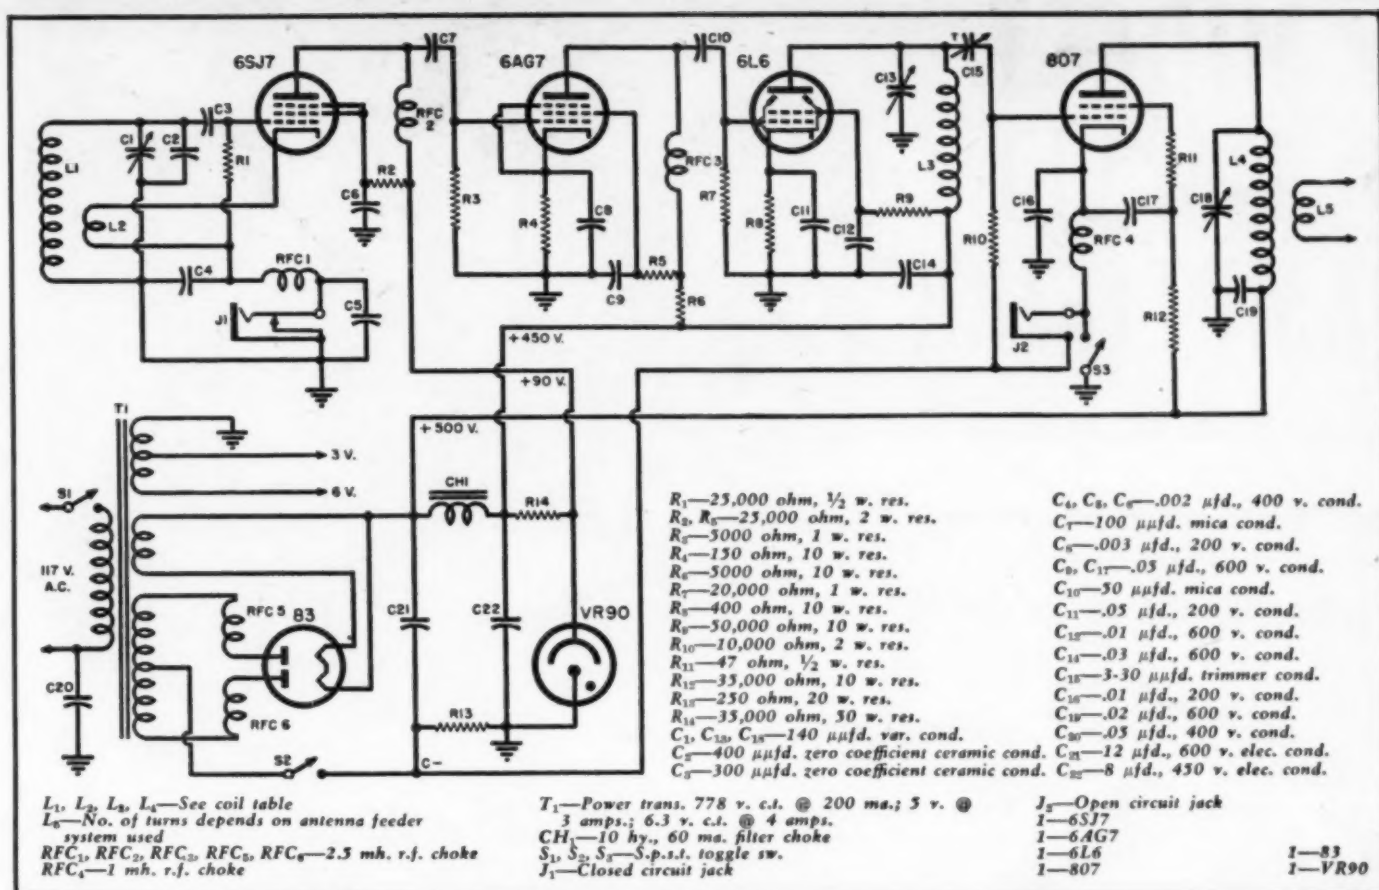 6SJ7
C7
6AG7
C10
6L6
C13
T
C15
807
C1
C2
C3
R1
L1
L2
RFC 2
R2
C6
R3
R4
C8
RFC 3
R7
R8
C11
C12
L3
R9
R10
C16
C17
RFC 4
R11
C18
L4
L5
C4
RFC 1
J1
C5
C9
R5
R6
C14
J2
S3
R12
C19
+450 V.
+90 V.
+500 V.
T1
3 V.
6 V.
S1
117 V.
A.C.
CH1
R14
RFC 5
83
RFC 6
C21
C22
VR90
C20
R13
S2
C-
R₁—25,000 ohm, 1/2 w. res.
R₂, R₅—25,000 ohm, 2 w. res.
R₃—5000 ohm, 1 w. res.
R₄—150 ohm, 10 w. res.
R₆—5000 ohm, 10 w. res.
R₇—20,000 ohm, 1 w. res.
R₈—400 ohm, 10 w. res.
R₉—50,000 ohm, 10 w. res.
R₁₀—10,000 ohm, 2 w. res.
R₁₁—47 ohm, 1/2 w. res.
R₁₂—35,000 ohm, 10 w. res.
R₁₃—250 ohm, 20 w. res.
R₁₄—35,000 ohm, 50 w. res.
C₁, C₁₃, C₁₈—140 μμfd. var. cond.
C₂—400 μμfd. zero coefficient ceramic cond.
C₃—300 μμfd. zero coefficient ceramic cond.
C₄, C₅, C₆—.002 μfd., 400 v. cond.
C₇—100 μμfd. mica cond.
C₈—.003 μfd., 200 v. cond.
C₉, C₁₇—.05 μfd., 600 v. cond.
C₁₀—50 μμfd. mica cond.
C₁₁—.05 μfd., 200 v. cond.
C₁₂—.01 μfd., 600 v. cond.
C₁₄—.03 μfd., 600 v. cond.
C₁₅—3-30 μμfd. trimmer cond.
C₁₆—.01 μfd., 200 v. cond.
C₁₉—.02 μfd., 600 v. cond.
C₂₀—.05 μfd., 400 v. cond.
C₂₁—12 μfd., 600 v. elec. cond.
C₂₂—8 μfd., 450 v. elec. cond.
L₁, L₂, L₃, L₄—See coil table
L₅—No. of turns depends on antenna feeder
system used
RFC₁, RFC₂, RFC₃, RFC₅, RFC₆—2.5 mh. r.f. choke
RFC₄—1 mh. r.f. choke
T₁—Power trans. 778 v. c.t. @ 200 ma.; 5 v. @
3 amps.; 6.3 v. c.t. @ 4 amps.
CH₁—10 hy., 60 ma. filter choke
S₁, S₂, S₃—S.p.s.t. toggle sw.
J₁—Closed circuit jack
J₂—Open circuit jack
1—6SJ7
1—6AG7
1—6L6
1—807
1—83
1—VR90